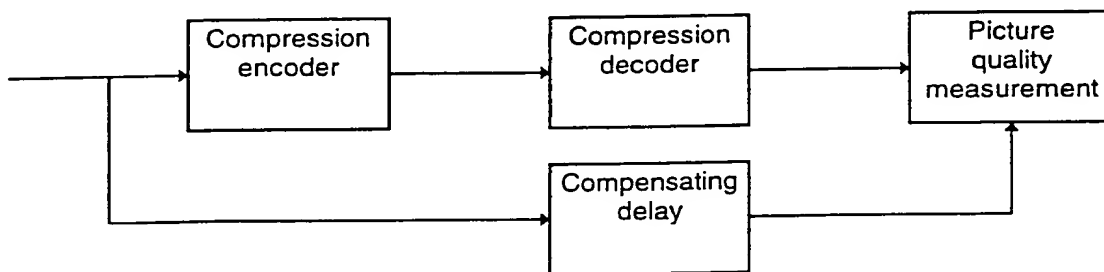 Compression
encoder
Compression
decoder
Picture
quality
measurement
Compensating
delay